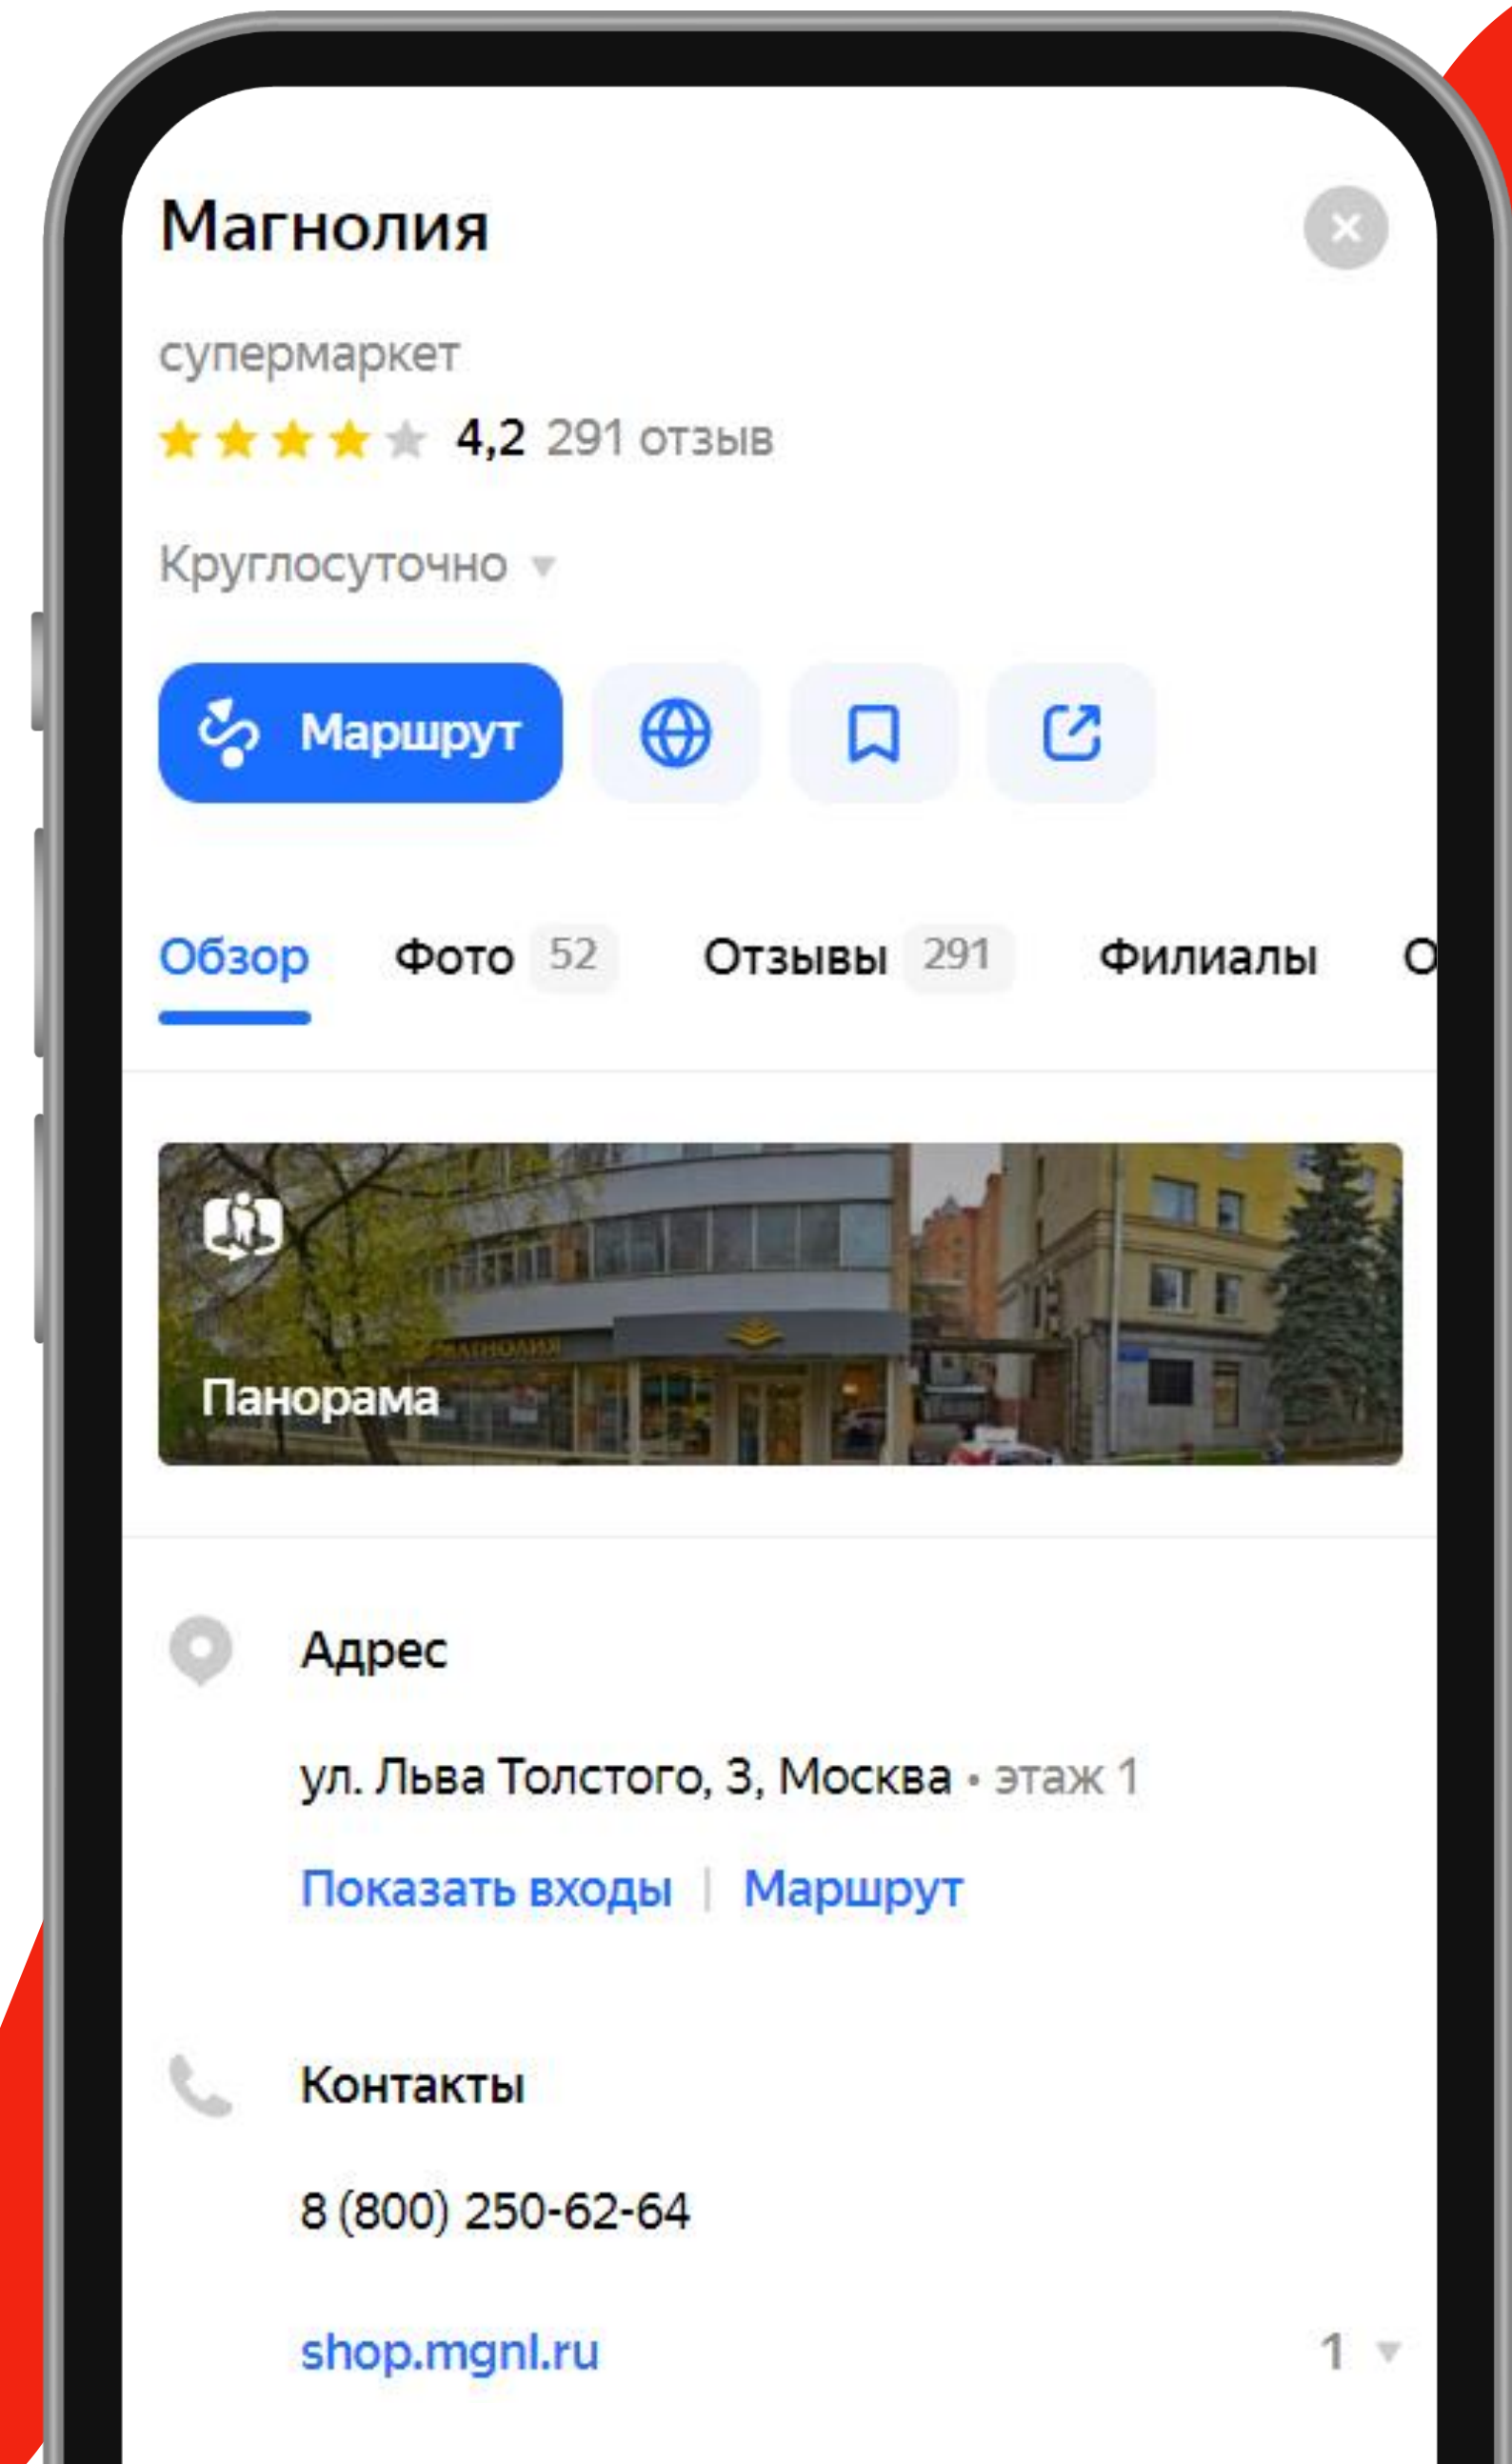 Магнолия
супермаркет
4,2 291 отзыв
Круглосуточно
Маршрут
Обзор Фото 52 Отзывы 291 Филиалы О
МАГНОЛИЯ
Панорама
Адрес
ул. Льва Толстого, 3, Москва • этаж 1
Показать входы | Маршрут
Контакты
8 (800) 250-62-64
shop.mgnl.ru 1